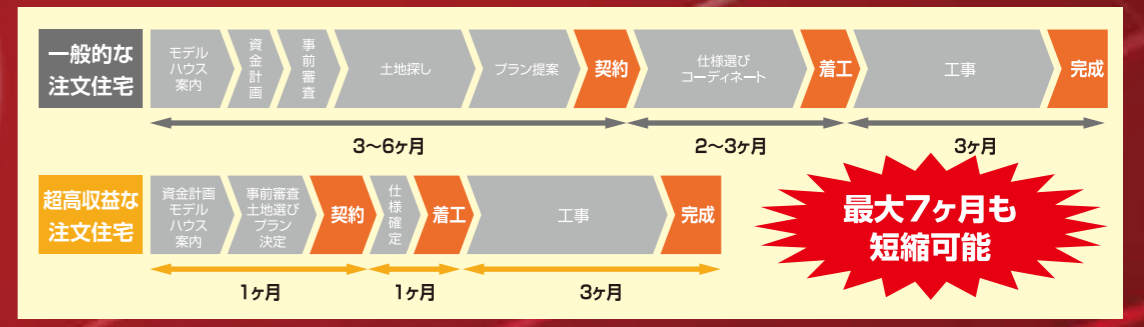 一般的な
注文住宅
モデル
ハウス
案内
資金計画
事前審査
土地探し
プラン提案
契約
仕様選び
コーディネート
着工
工事
完成
3〜6ヶ月
2〜3ヶ月
3ヶ月
超高収益な
注文住宅
資金計画
モデル
ハウス
案内
事前審査
土地選び
プラン
決定
契約
仕様確定
着工
工事
完成
1ヶ月
1ヶ月
3ヶ月
最大7ヶ月も
短縮可能